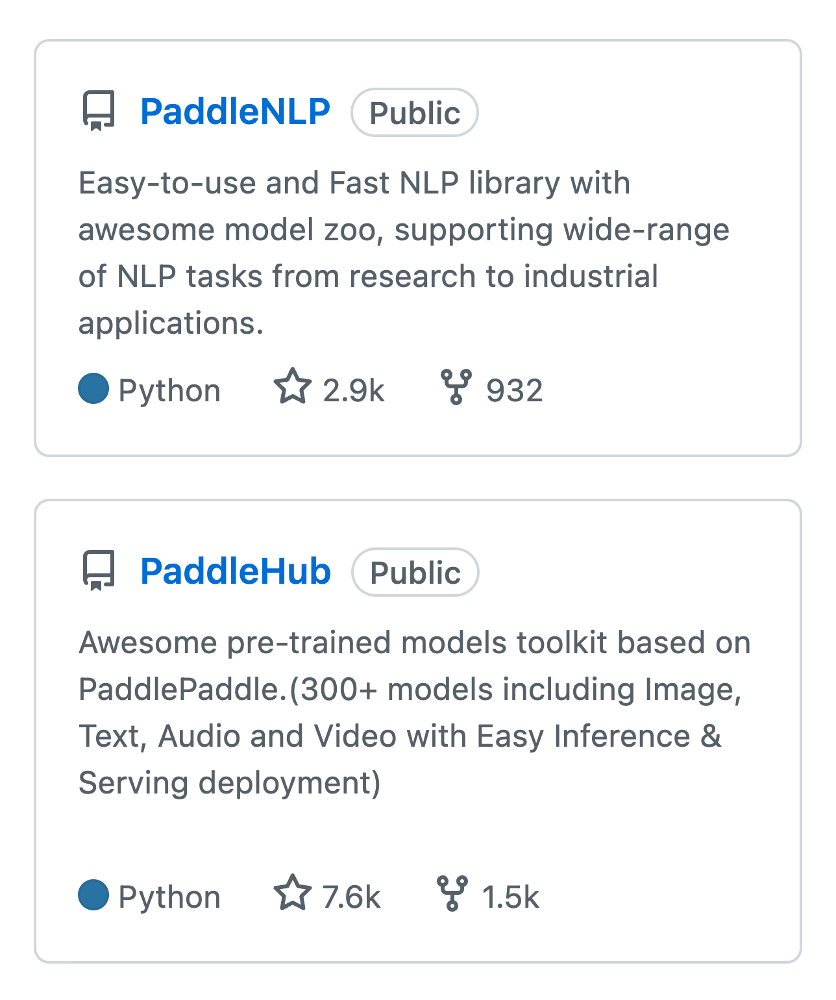 PaddleNLP Public
Easy-to-use and Fast NLP library with
awesome model zoo, supporting wide-range
of NLP tasks from research to industrial
applications.
Python 2.9k 932
PaddleHub Public
Awesome pre-trained models toolkit based on
PaddlePaddle.(300+ models including Image,
Text, Audio and Video with Easy Inference &
Serving deployment)
Python 7.6k 1.5k